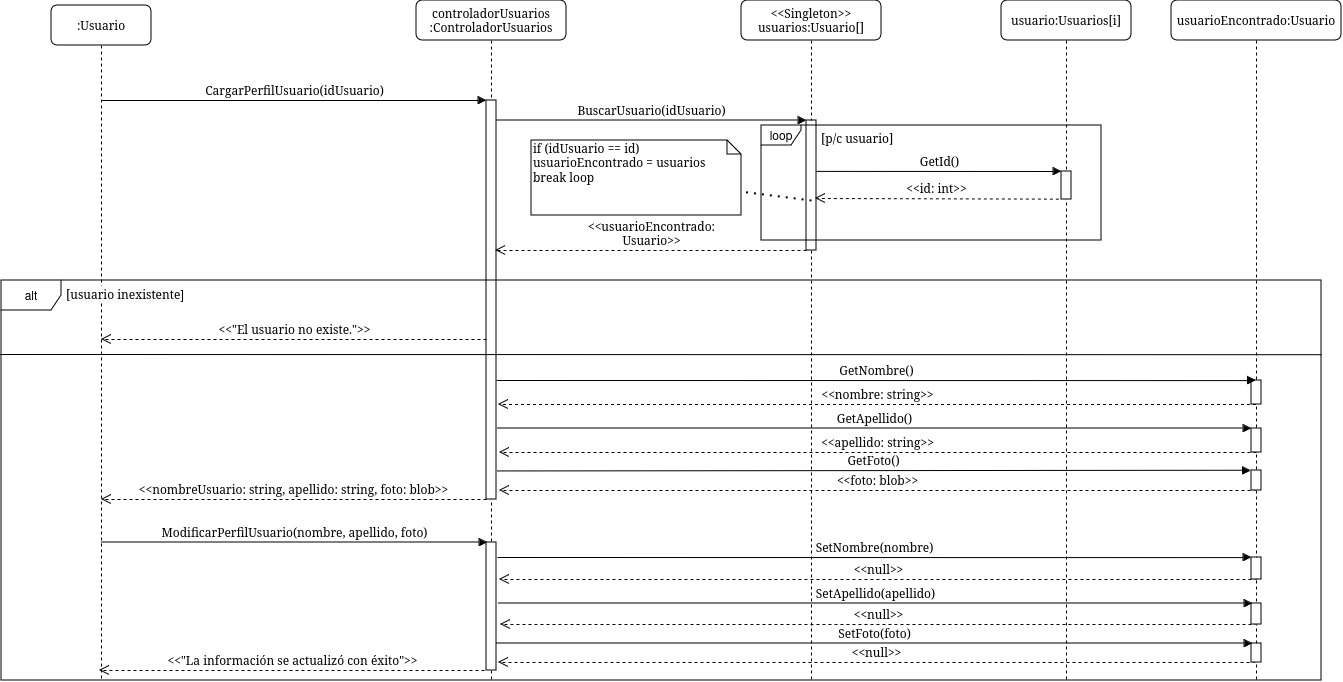 :Usuario
controladorUsuarios
:ControladorUsuarios
<<Singleton>>
usuarios:Usuario[]
usuario:Usuarios[i]
usuarioEncontrado:Usuario
CargarPerfilUsuario(idUsuario)
BuscarUsuario(idUsuario)
loop
[p/c usuario]
if (idUsuario == id)
usuarioEncontrado = usuarios
break loop
GetId()
<<id: int>>
<<usuarioEncontrado:
Usuario>>
alt
[usuario inexistente]
<<"El usuario no existe.">>
GetNombre()
<<nombre: string>>
GetApellido()
<<apellido: string>>
GetFoto()
<<foto: blob>>
<<nombreUsuario: string, apellido: string, foto: blob>>
ModificarPerfilUsuario(nombre, apellido, foto)
SetNombre(nombre)
<<null>>
SetApellido(apellido)
<<null>>
SetFoto(foto)
<<null>>
<<"La información se actualizó con éxito">>